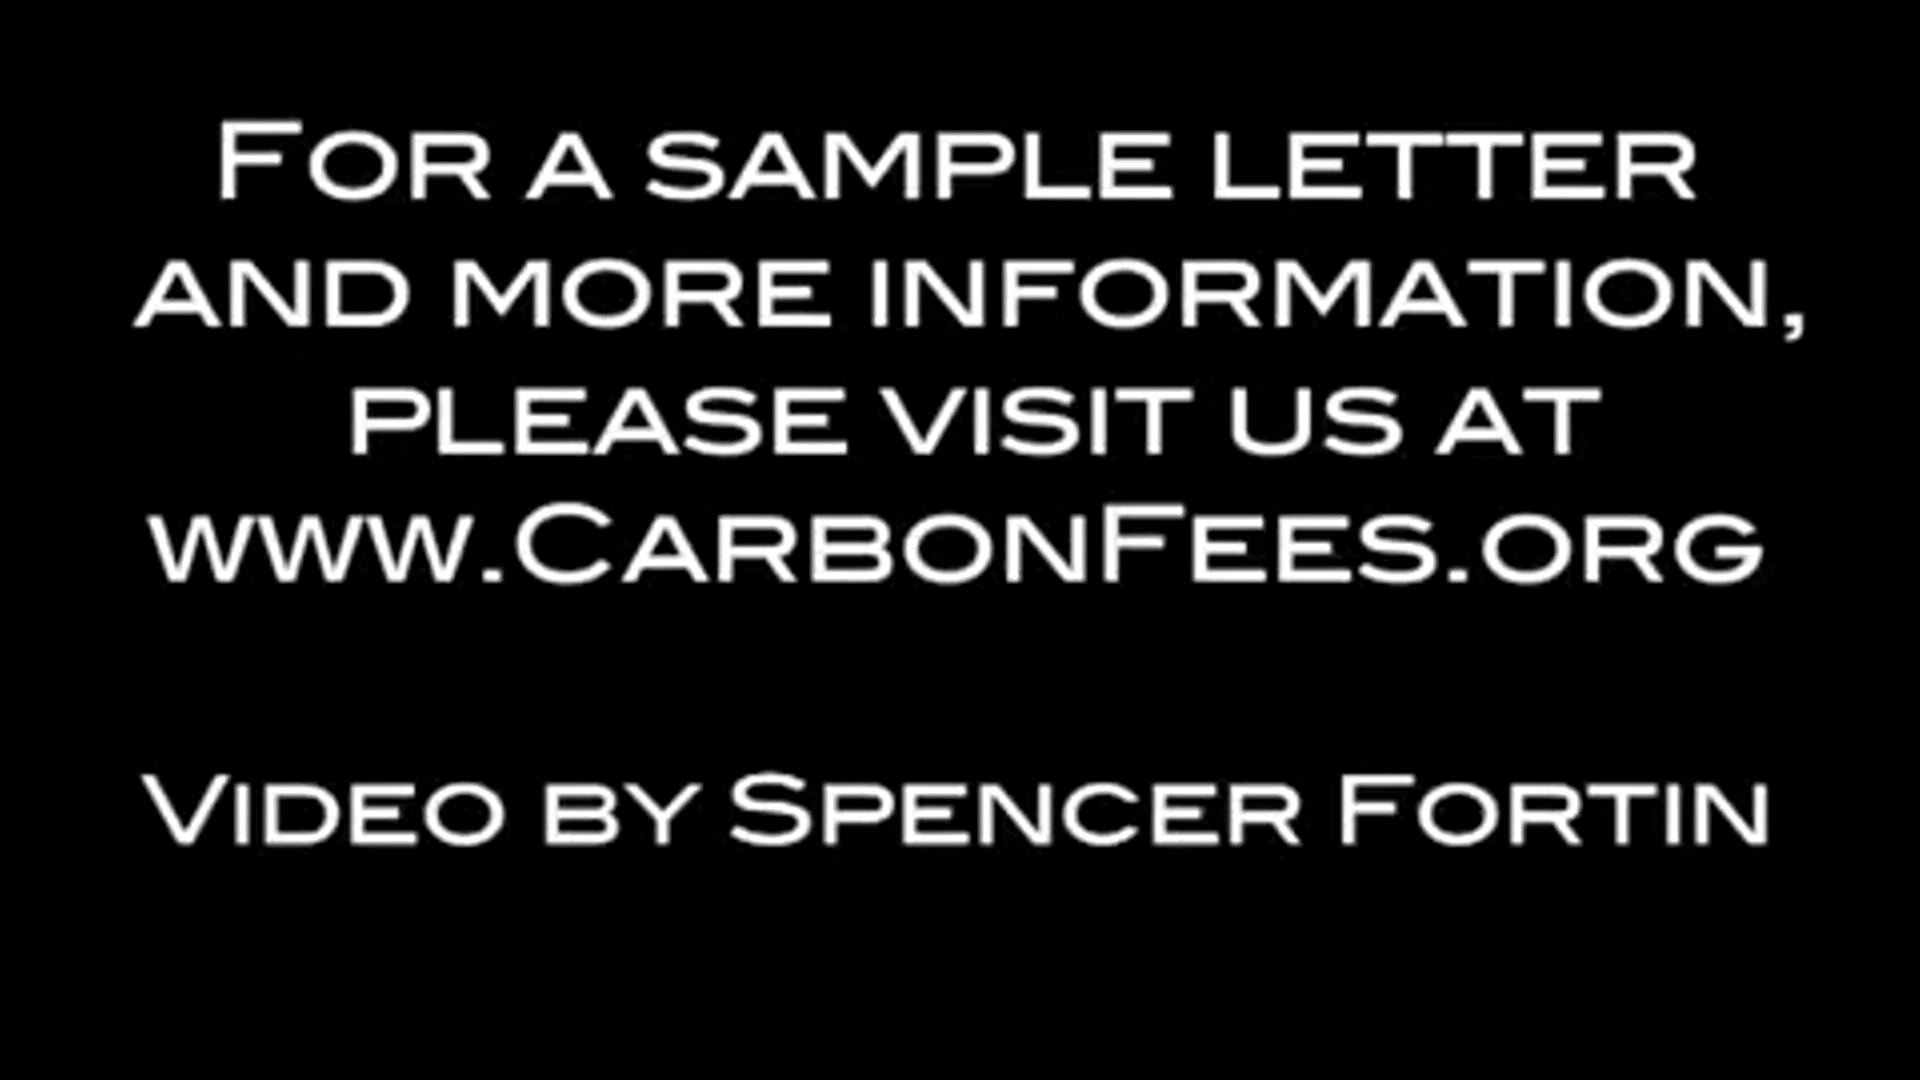 For a sample letter
and more information,
please visit us at
www.CarbonFees.org
Video by Spencer Fortin